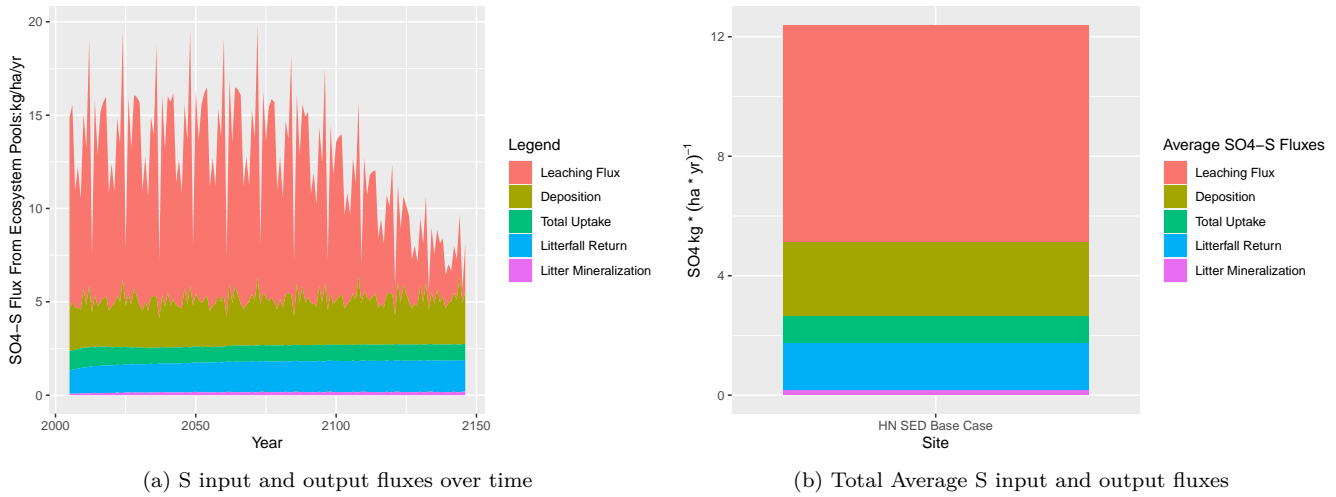 SO4−S Flux From Ecosystem Pools:kg/ha/yr
20
15
10
5
0
2000
2050
2100
2150
Year
Legend
Leaching Flux
Deposition
Total Uptake
Litterfall Return
Litter Mineralization
(a) S input and output fluxes over time
SO4 kg * (ha * yr)⁻¹
12
8
4
0
HN SED Base Case
Site
Average SO4−S Fluxes
Leaching Flux
Deposition
Total Uptake
Litterfall Return
Litter Mineralization
(b) Total Average S input and output fluxes